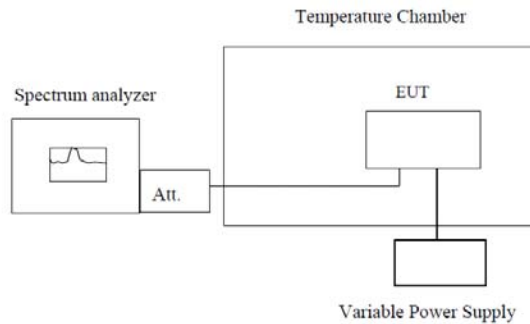 Temperature Chamber
Spectrum analyzer
EUT
Att.
Variable Power Supply